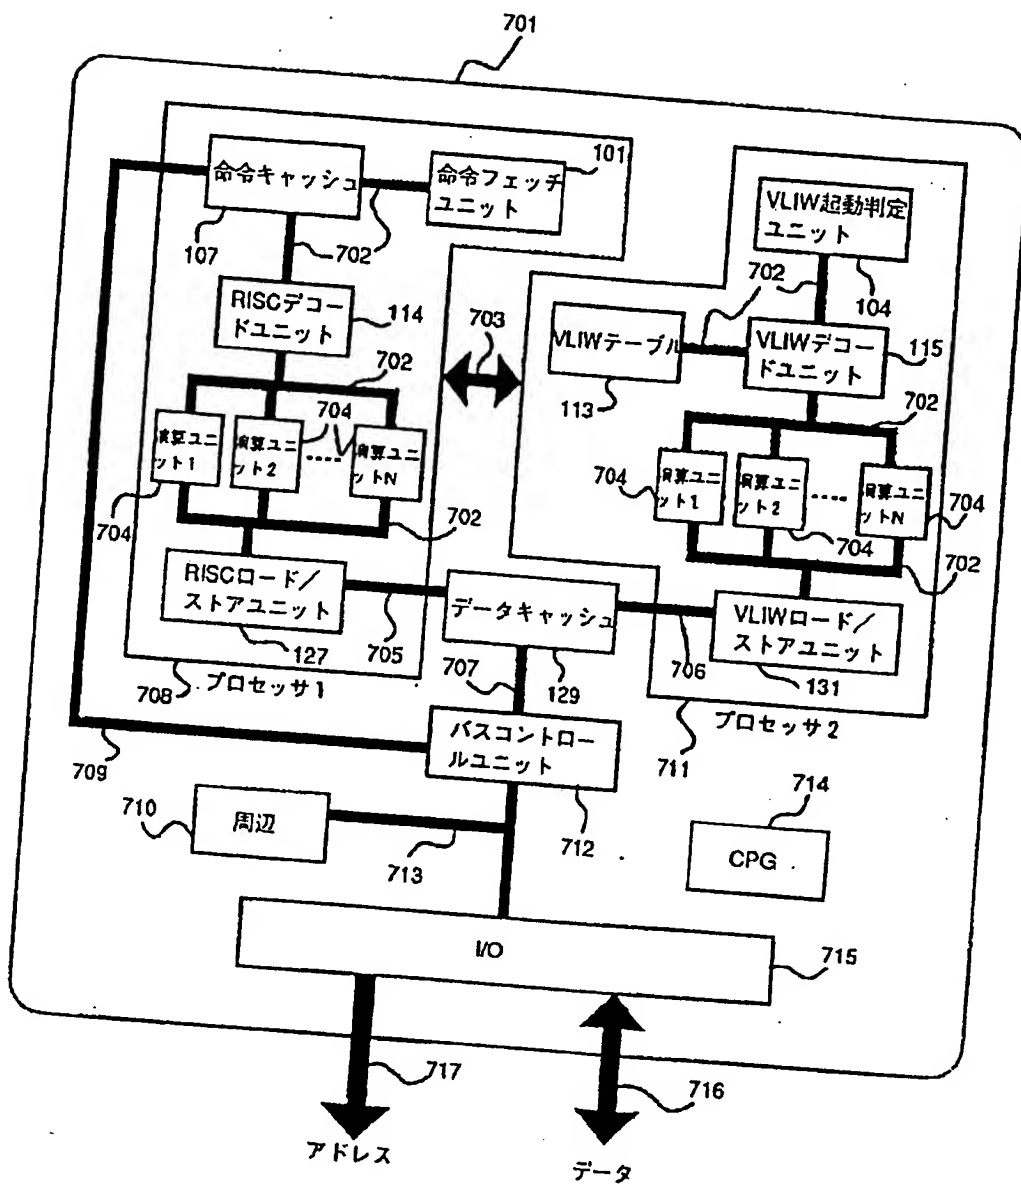 701
命令キャッシュ
命令フェッチ
ユニット
101
107
702
VLIW起動判定
ユニット
104
702
RISCデコー
ドユニット
114
703
VLIWテーブル
113
VLIWデコー
ドユニット
115
702
704
演算ユニ
ット1
演算ユニ
ット2
....
演算ユニ
ットN
704
702
702
704
演算ユニ
ット1
演算ユニ
ット2
....
演算ユニ
ットN
704
704
702
RISCロード/
ストアユニット
127
705
データキャッシュ
129
706
VLIWロード/
ストアユニット
131
708
プロセッサ1
707
プロセッサ2
711
709
バスコントロー
ルユニット
712
710
周辺
713
714
CPG
I/O
715
717
716
アドレス
データ